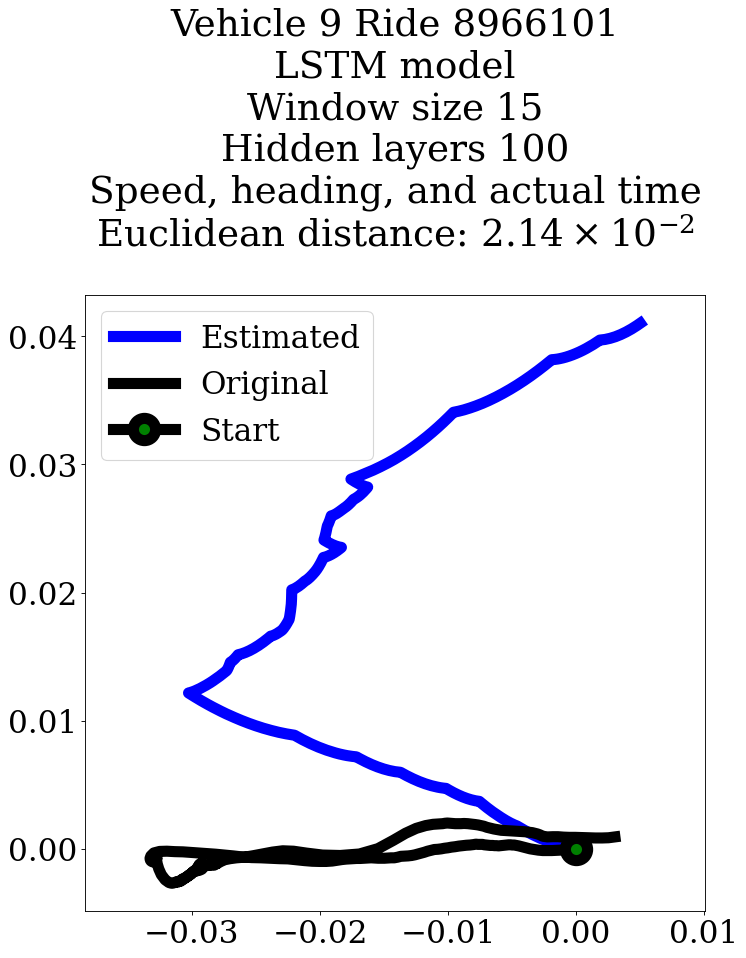 Vehicle 9 Ride 8966101
LSTM model
Window size 15
Hidden layers 100
Speed, heading, and actual time
Euclidean distance: 2.14 × 10⁻²
Estimated
Original
Start
0.04
0.03
0.02
0.01
0.00
−0.03 −0.02 −0.01 0.00 0.01